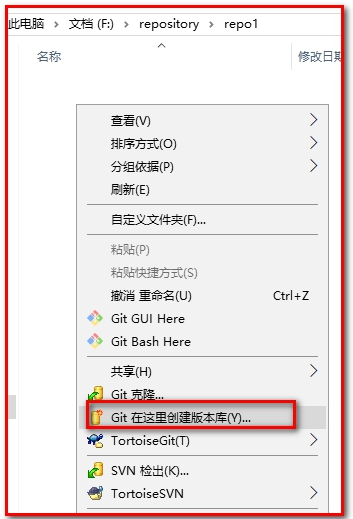 此电脑 > 文档 (F:) > repository > repo1
名称 修改日期
查看(V)
排序方式(O)
分组依据(P)
刷新(E)
自定义文件夹(F)...
粘贴(P)
粘贴快捷方式(S)
撤消 重命名(U) Ctrl+Z
Git GUI Here
Git Bash Here
共享(H)
Git 克隆...
Git 在这里创建版本库(Y)...
TortoiseGit(T)
SVN 检出(K)...
TortoiseSVN